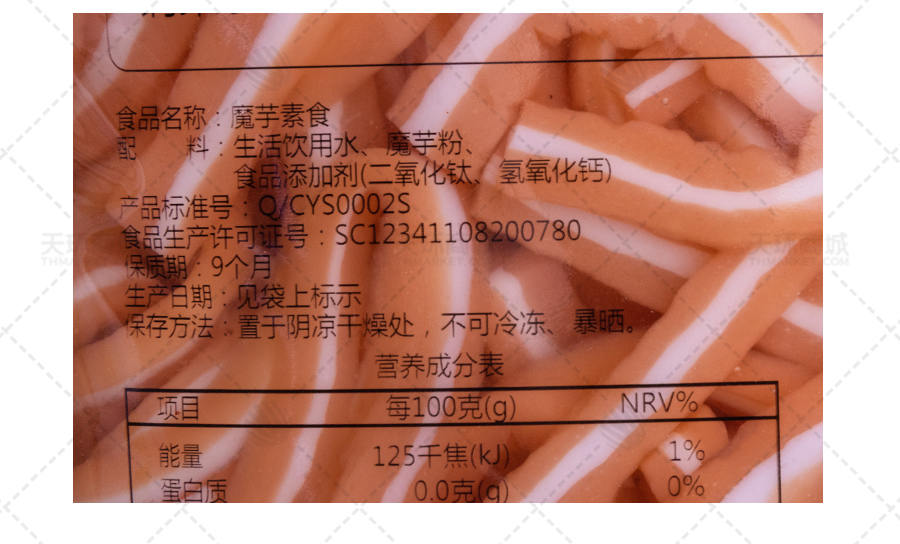 食品名称：魔芋素食
配　　料：生活饮用水、魔芋粉、
食品添加剂(二氧化钛、氢氧化钙)
产品标准号：Q/CYS0002S
食品生产许可证号：SC12341108200780
保质期：9个月
生产日期：见袋上标示
保存方法：置于阴凉干燥处，不可冷冻、暴晒。
营养成分表
项目 每100克(g) NRV%
能量 125千焦(kJ) 1%
蛋白质 0.0克(g) 0%